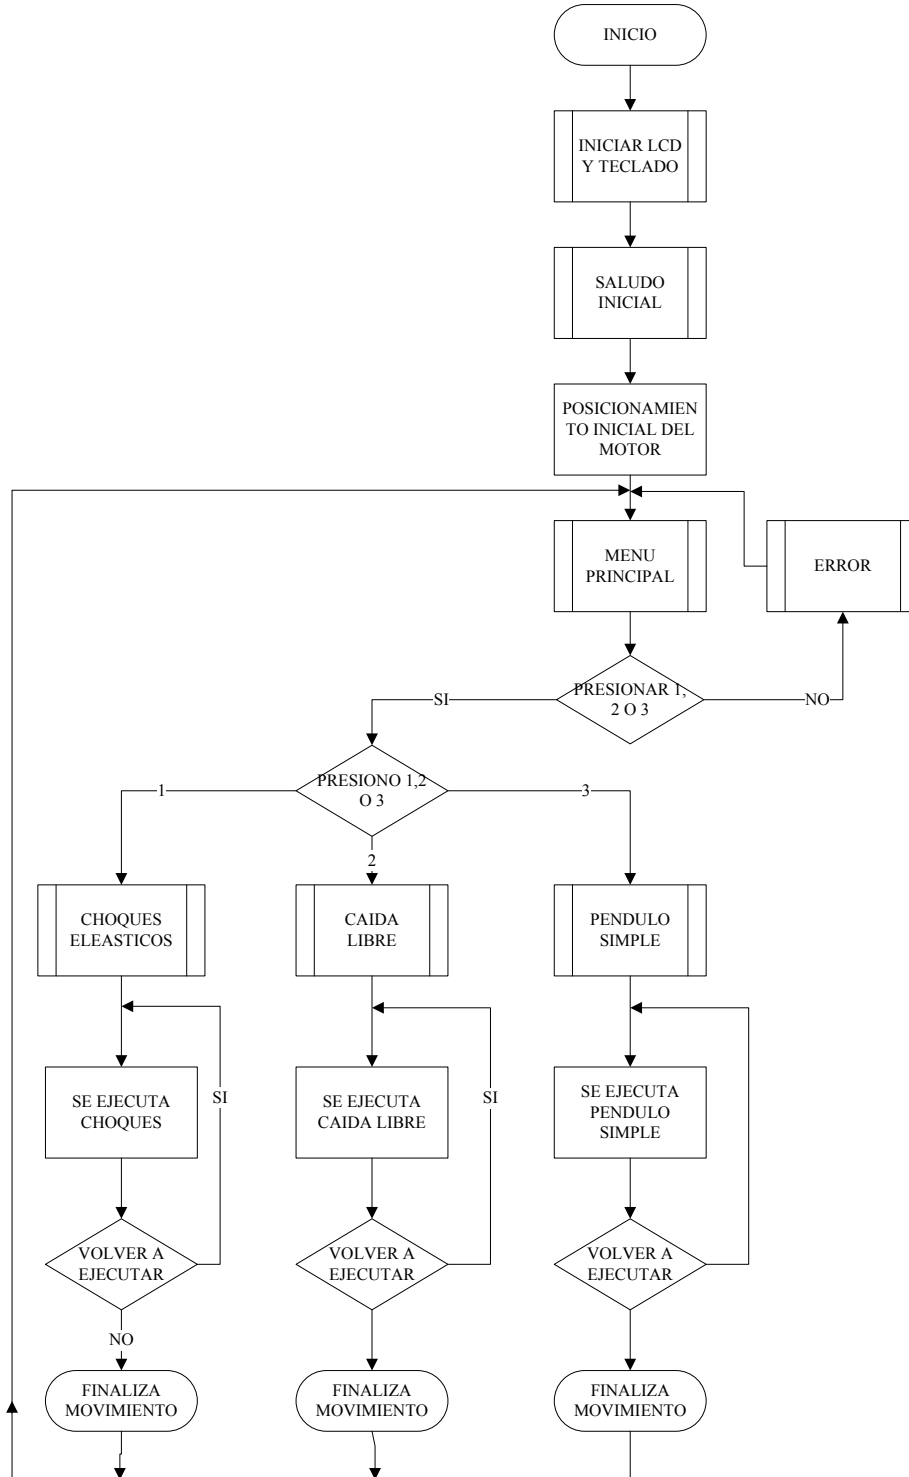 INICIO
INICIAR LCD
Y TECLADO
SALUDO
INICIAL
POSICIONAMIEN
TO INICIAL DEL
MOTOR
MENU
PRINCIPAL
ERROR
PRESIONAR 1,
2 O 3
SI
NO
PRESIONO 1,2
O 3
1
2
3
CHOQUES
ELEASTICOS
CAIDA
LIBRE
PENDULO
SIMPLE
SE EJECUTA
CHOQUES
SI
SE EJECUTA
CAIDA LIBRE
SI
SE EJECUTA
PENDULO
SIMPLE
VOLVER A
EJECUTAR
VOLVER A
EJECUTAR
VOLVER A
EJECUTAR
NO
FINALIZA
MOVIMIENTO
FINALIZA
MOVIMIENTO
FINALIZA
MOVIMIENTO